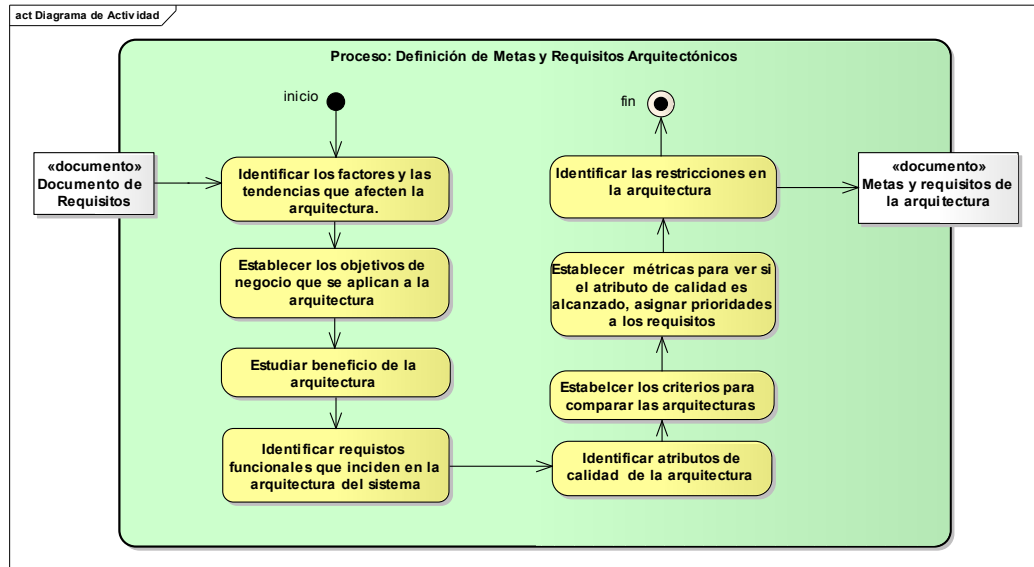 act Diagrama de Actividad
Proceso: Definición de Metas y Requisitos Arquitectónicos
inicio
«documento»
Documento de
Requisitos
Identificar los factores y las
tendencias que afecten la
arquitectura.
Establecer los objetivos de
negocio que se aplican a la
arquitectura
Estudiar beneficio de la
arquitectura
Identificar requistos
funcionales que inciden en la
arquitectura del sistema
Identificar atributos de
calidad de la arquitectura
Estabelcer los criterios para
comparar las arquitecturas
Establecer métricas para ver si
el atributo de calidad es
alcanzado, asignar prioridades
a los requisitos
Identificar las restricciones en
la arquitectura
fin
«documento»
Metas y requisitos de
la arquitectura